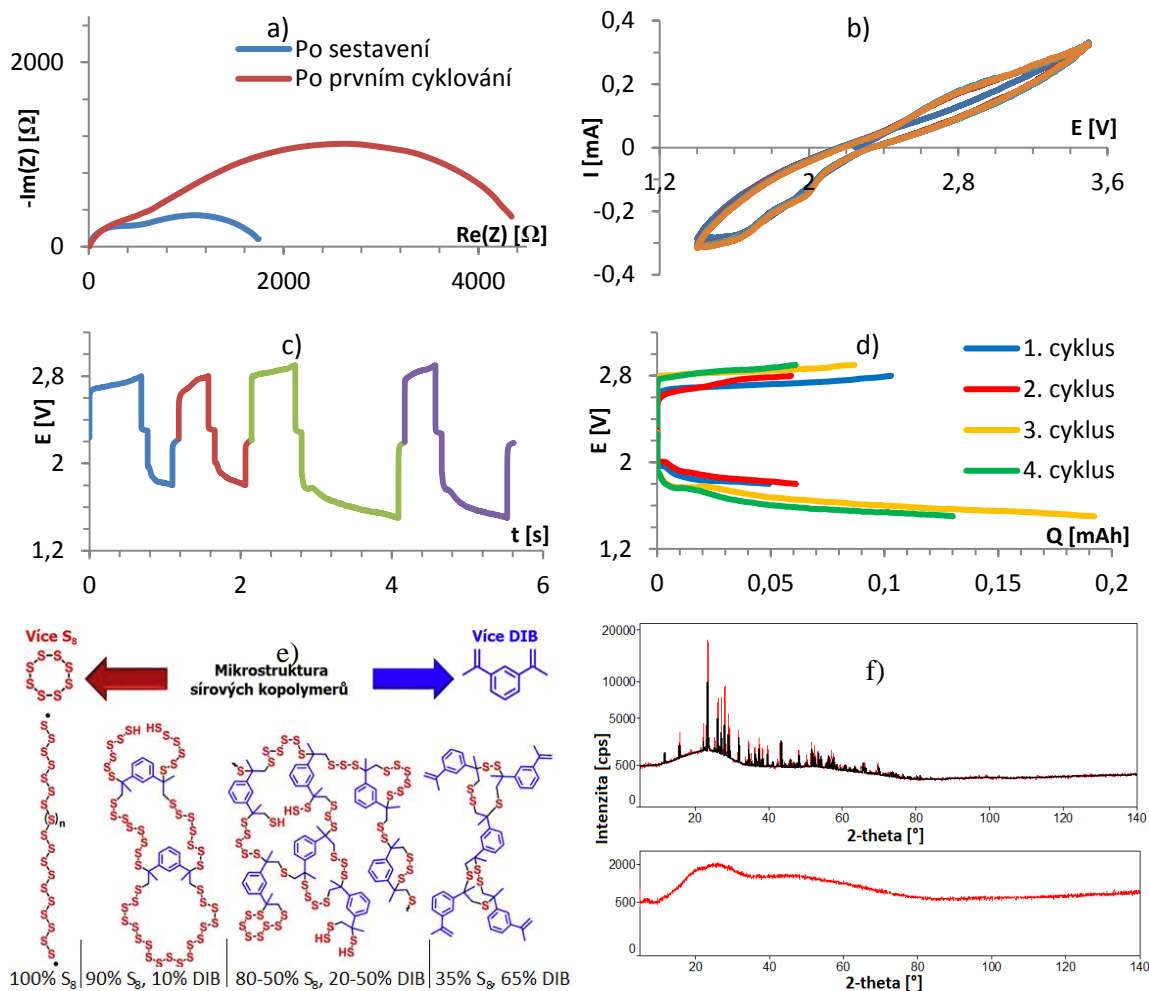 a)
Po sestavení
Po prvním cyklování
-Im(Z) [Ω]
2000
0
Re(Z) [Ω]
0
2000
4000
b)
0,4
0,2
0
-0,2
-0,4
I [mA]
E [V]
1,2
2
2,8
3,6
c)
2,8
2
1,2
E [V]
t [s]
0
2
4
6
d)
1. cyklus
2. cyklus
3. cyklus
4. cyklus
2,8
2
1,2
E [V]
Q [mAh]
0
0,05
0,1
0,15
0,2
Více S₈
e)
Více DIB
Mikrostruktura
sírových kopolymerů
100% S₈
90% S₈, 10% DIB
80-50% S₈, 20-50% DIB
35% S₈, 65% DIB
f)
20000
10000
5000
500
0
Intenzita [cps]
20
40
60
80
100
120
140
2-theta [°]
2000
500
0
20
40
60
80
100
120
140
2-theta [°]